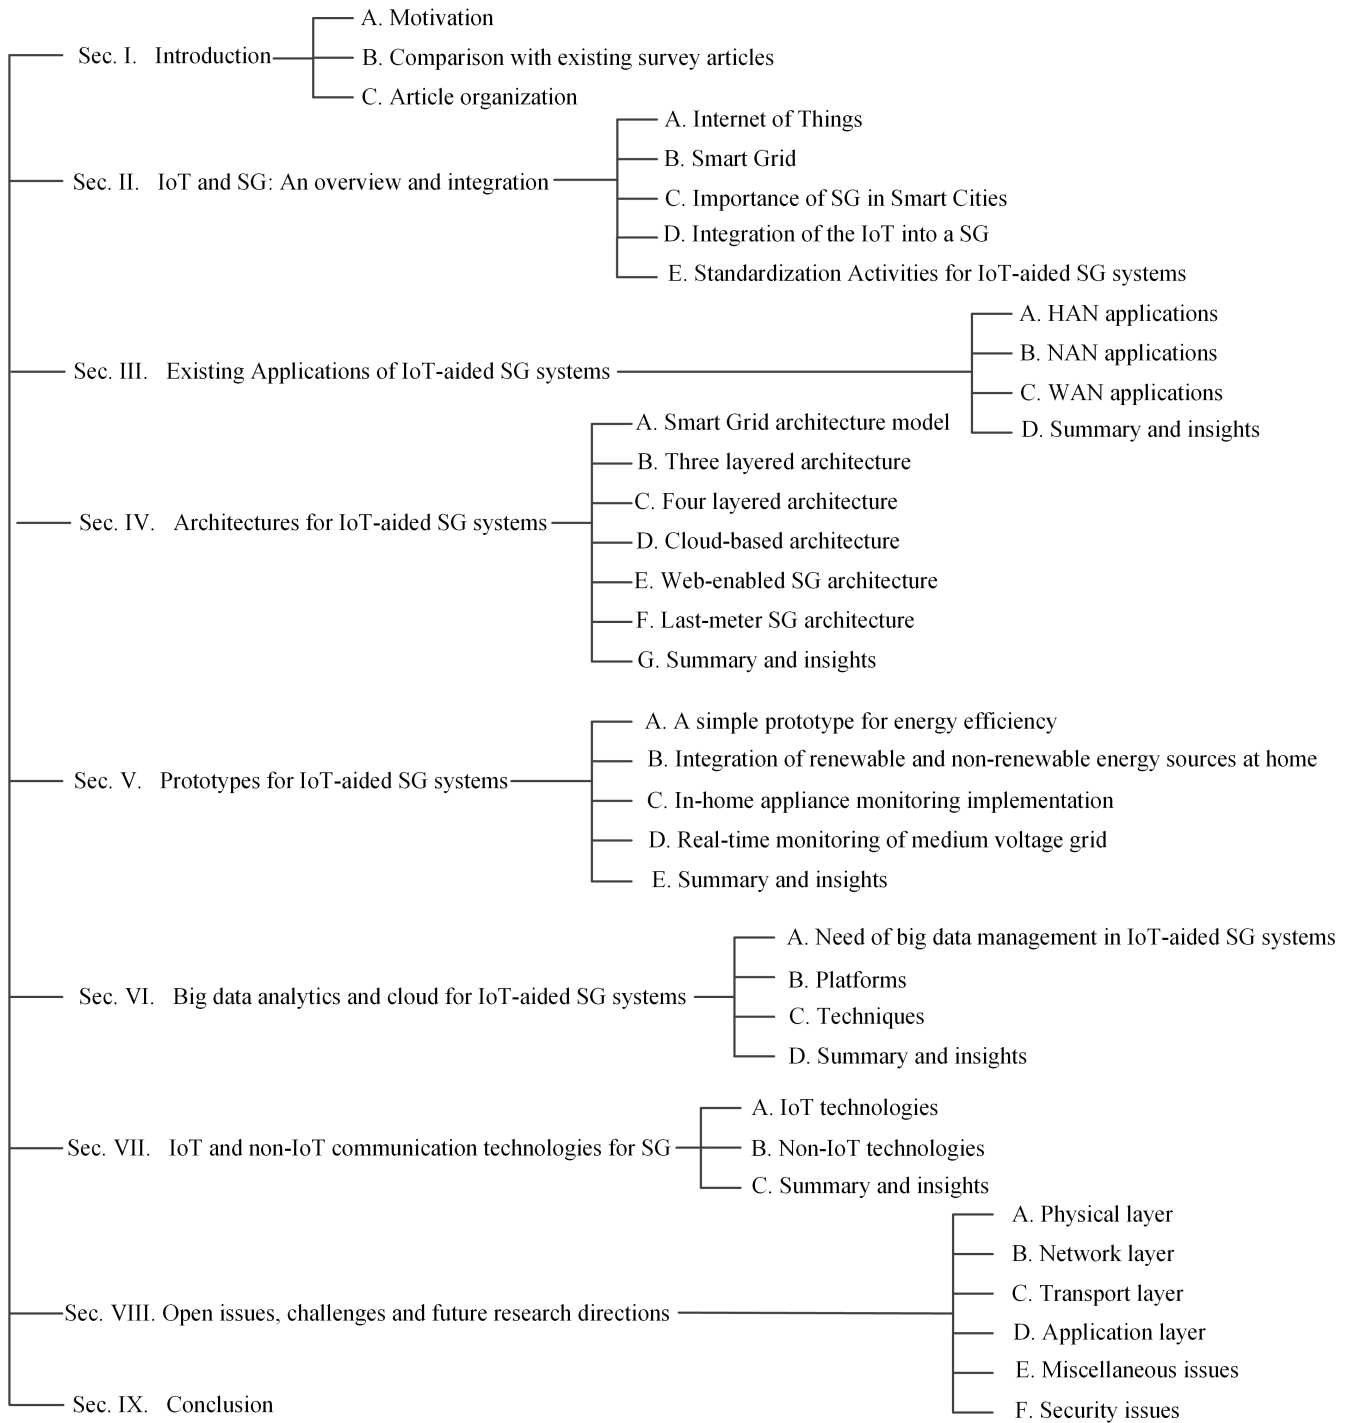 Sec. I. Introduction
A. Motivation
B. Comparison with existing survey articles
C. Article organization
Sec. II. IoT and SG: An overview and integration
A. Internet of Things
B. Smart Grid
C. Importance of SG in Smart Cities
D. Integration of the IoT into a SG
E. Standardization Activities for IoT-aided SG systems
Sec. III. Existing Applications of IoT-aided SG systems
A. HAN applications
B. NAN applications
C. WAN applications
D. Summary and insights
Sec. IV. Architectures for IoT-aided SG systems
A. Smart Grid architecture model
B. Three layered architecture
C. Four layered architecture
D. Cloud-based architecture
E. Web-enabled SG architecture
F. Last-meter SG architecture
G. Summary and insights
Sec. V. Prototypes for IoT-aided SG systems
A. A simple prototype for energy efficiency
B. Integration of renewable and non-renewable energy sources at home
C. In-home appliance monitoring implementation
D. Real-time monitoring of medium voltage grid
E. Summary and insights
Sec. VI. Big data analytics and cloud for IoT-aided SG systems
A. Need of big data management in IoT-aided SG systems
B. Platforms
C. Techniques
D. Summary and insights
Sec. VII. IoT and non-IoT communication technologies for SG
A. IoT technologies
B. Non-IoT technologies
C. Summary and insights
Sec. VIII. Open issues, challenges and future research directions
A. Physical layer
B. Network layer
C. Transport layer
D. Application layer
E. Miscellaneous issues
F. Security issues
Sec. IX. Conclusion